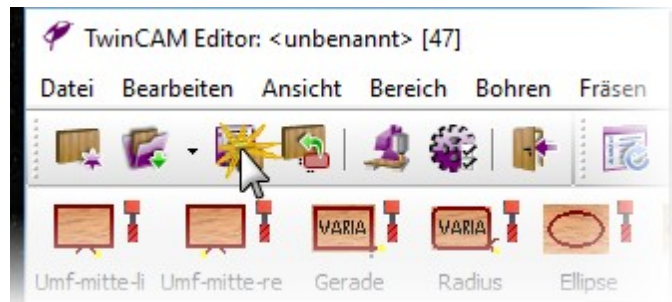 TwinCAM Editor: <unbenannt> [47]
Datei Bearbeiten Ansicht Bereich Bohren Fräsen
VARIA VARIA
Umf-mitte-li Umf-mitte-re Gerade Radius Ellipse